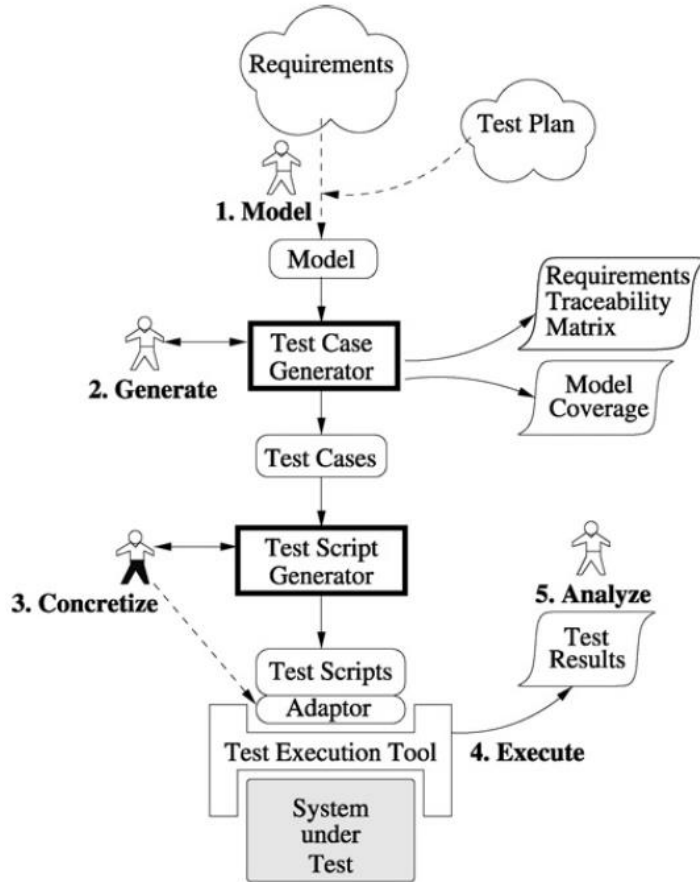 Requirements
Test Plan
1. Model
Model
Requirements
Traceability
Matrix
Test Case
Generator
2. Generate
Model
Coverage
Test Cases
Test Script
Generator
3. Concretize
5. Analyze
Test
Results
Test Scripts
Adaptor
Test Execution Tool
4. Execute
System
under
Test